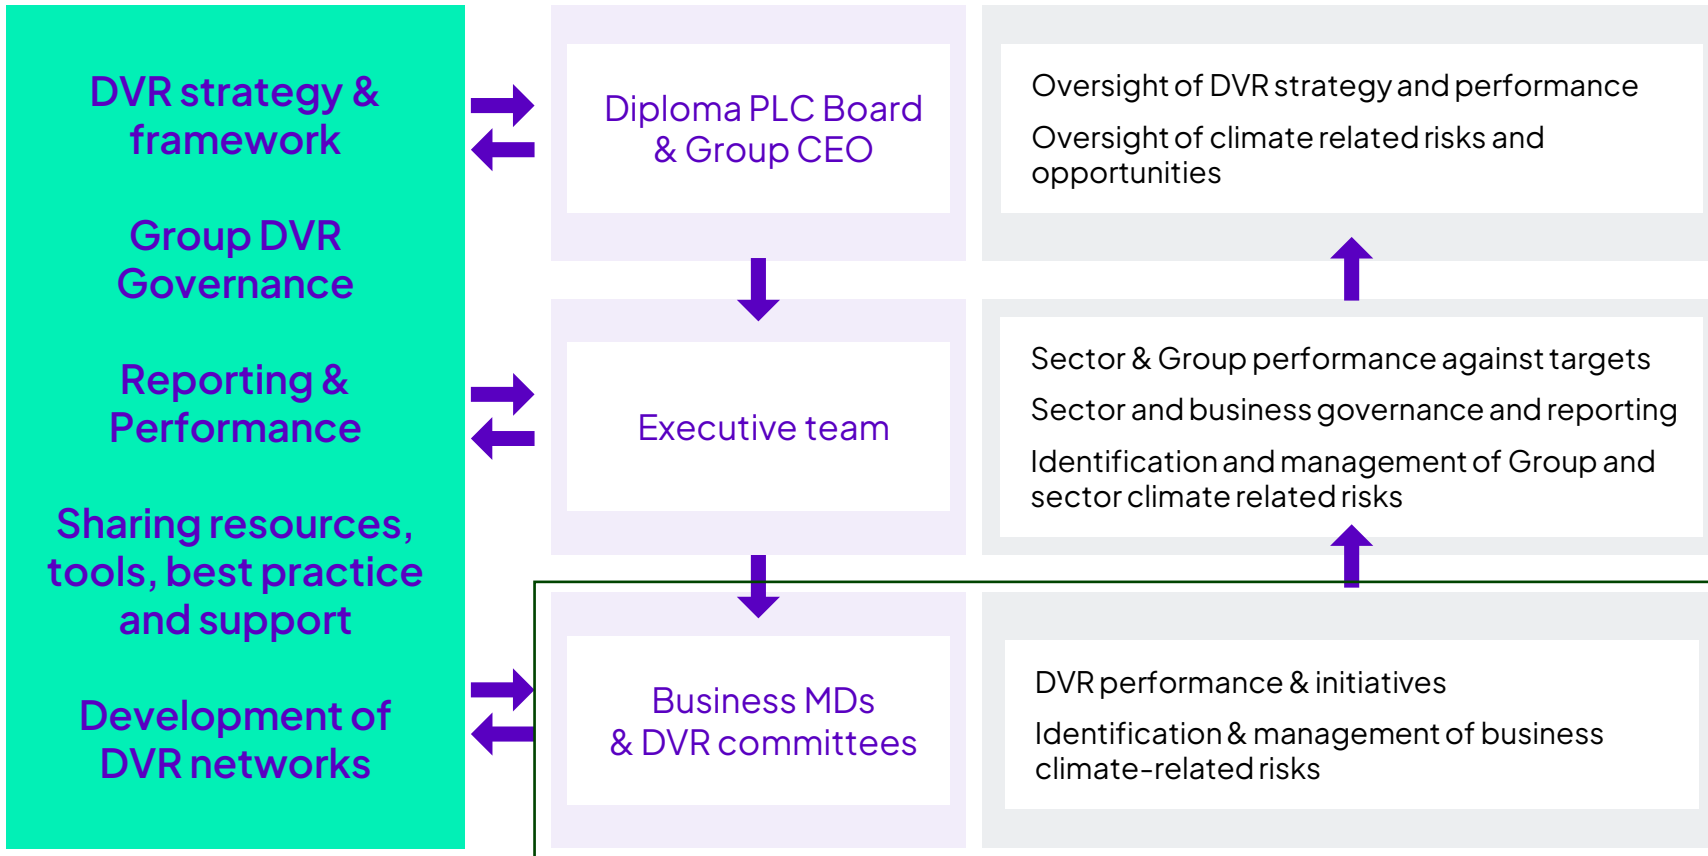 DVR strategy &
framework
Group DVR
Governance
Reporting &
Performance
Sharing resources,
tools, best practice
and support
Development of
DVR networks
Diploma PLC Board
& Group CEO
Oversight of DVR strategy and performance
Oversight of climate related risks and
opportunities
Executive team
Sector & Group performance against targets
Sector and business governance and reporting
Identification and management of Group and
sector climate related risks
Business MDs
& DVR committees
DVR performance & initiatives
Identification & management of business
climate-related risks